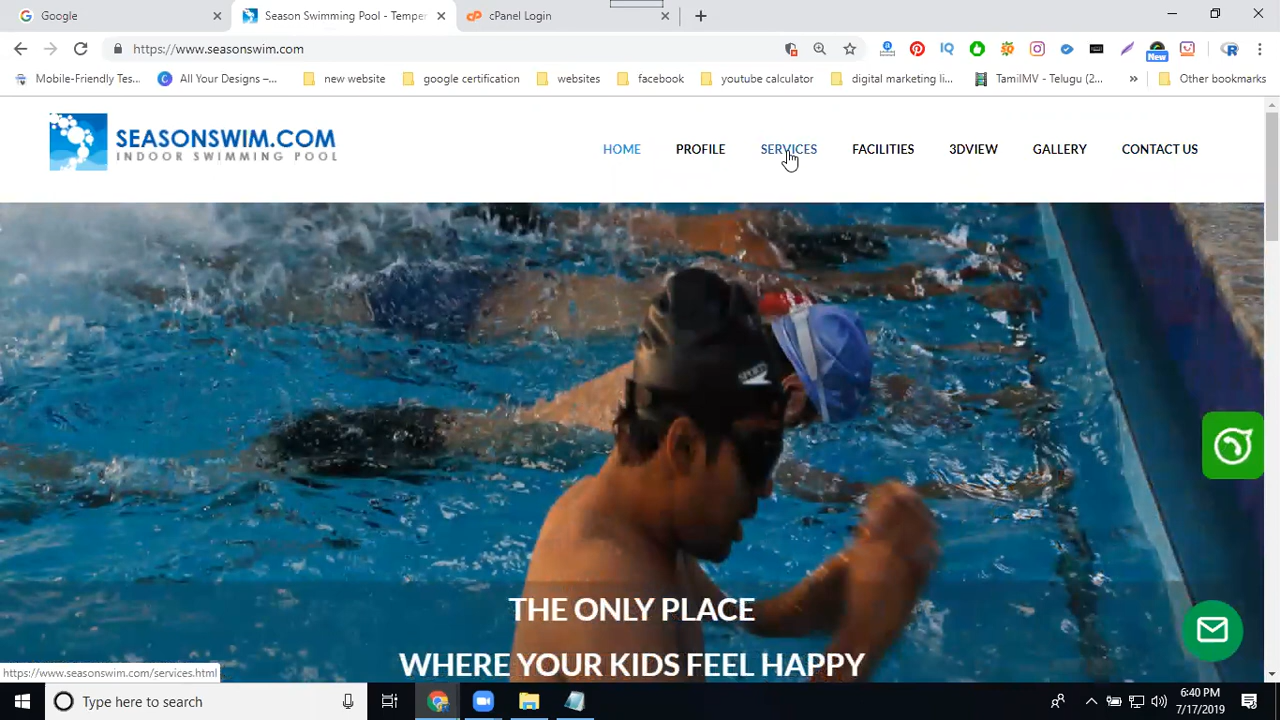 Google
Season Swimming Pool - Temper
cPanel Login
https://www.seasonswim.com
Mobile-Friendly Tes...
All Your Designs –...
new website
google certification
websites
facebook
youtube calculator
digital marketing li...
TamilMV - Telugu (2...
»
Other bookmarks
New
SEASONSWIM.COM
INDOOR SWIMMING POOL
HOME
PROFILE
SERVICES
FACILITIES
3DVIEW
GALLERY
CONTACT US
THE ONLY PLACE
WHERE YOUR KIDS FEEL HAPPY
https://www.seasonswim.com/services.html
Type here to search
6:40 PM
7/17/2019